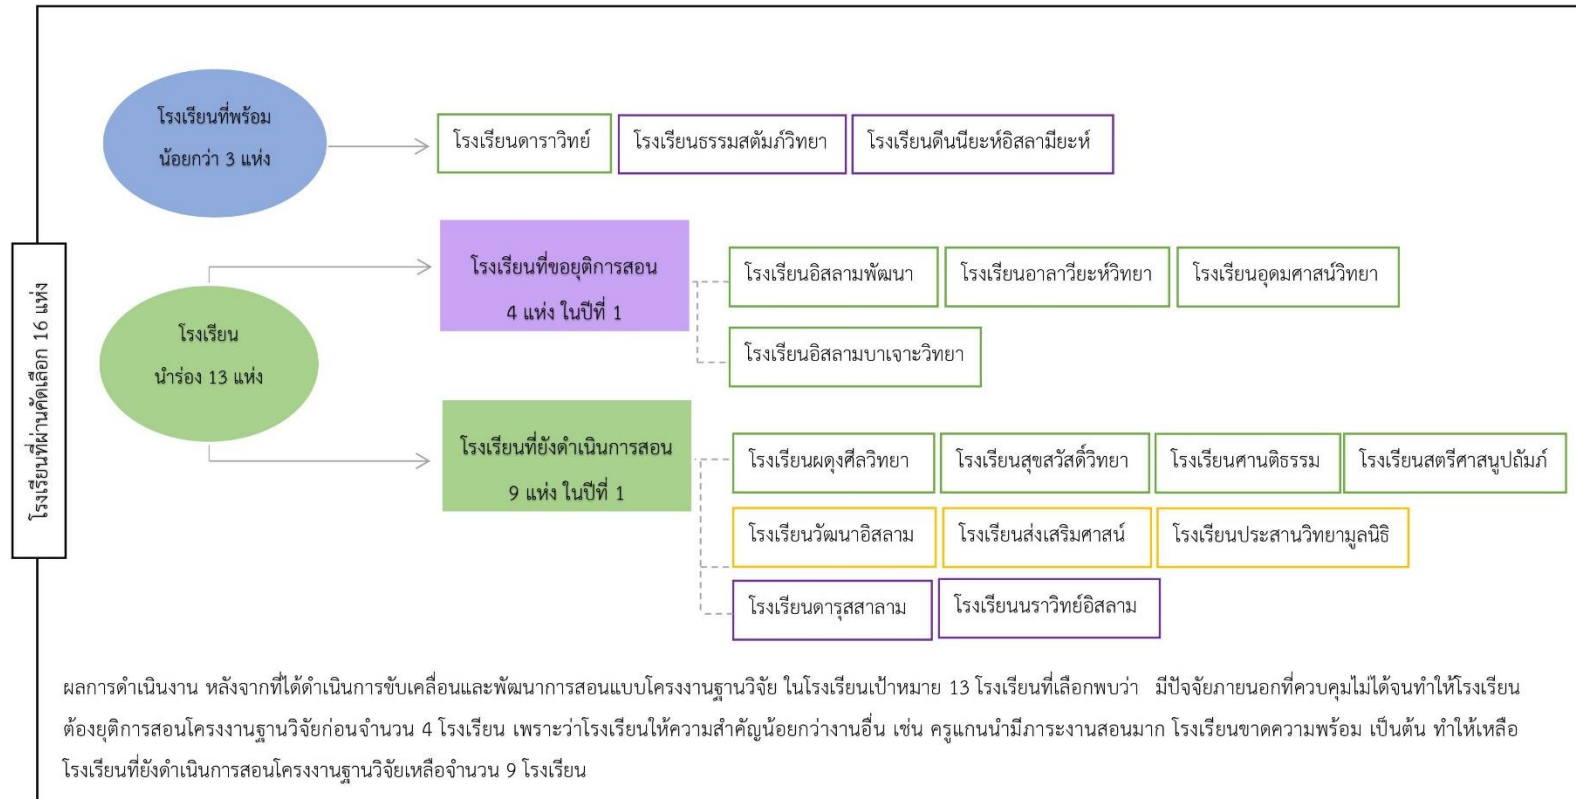 โรงเรียนที่ผ่านคัดเลือก 16 แห่ง
โรงเรียนที่พร้อม
น้อยกว่า 3 แห่ง
โรงเรียนดาราวิทย์
โรงเรียนธรรมสตัมภ์วิทยา
โรงเรียนดีนนียะห์อิสลามียะห์
โรงเรียน
นำร่อง 13 แห่ง
โรงเรียนที่ขอยุติการสอน
4 แห่ง ในปีที่ 1
โรงเรียนอิสลามพัฒนา
โรงเรียนอาลาวียะห์วิทยา
โรงเรียนอุดมศาสน์วิทยา
โรงเรียนอิสลามบาเจาะวิทยา
โรงเรียนที่ยังดำเนินการสอน
9 แห่ง ในปีที่ 1
โรงเรียนผดุงศีลวิทยา
โรงเรียนสุขสวัสดิ์วิทยา
โรงเรียนศานติธรรม
โรงเรียนสตรีศาสนูปถัมภ์
โรงเรียนวัฒนาอิสลาม
โรงเรียนส่งเสริมศาสน์
โรงเรียนประสานวิทยามูลนิธิ
โรงเรียนดารุสสาลาม
โรงเรียนนราวิทย์อิสลาม
ผลการดำเนินงาน หลังจากที่ได้ดำเนินการขับเคลื่อนและพัฒนาการสอนแบบโครงงานฐานวิจัย ในโรงเรียนเป้าหมาย 13 โรงเรียนที่เลือกพบว่า มีปัจจัยภายนอกที่ควบคุมไม่ได้จนทำให้โรงเรียน
ต้องยุติการสอนโครงงานฐานวิจัยก่อนจำนวน 4 โรงเรียน เพราะว่าโรงเรียนให้ความสำคัญน้อยกว่างานอื่น เช่น ครูแกนนำมีภาระงานสอนมาก โรงเรียนขาดความพร้อม เป็นต้น ทำให้เหลือ
โรงเรียนที่ยังดำเนินการสอนโครงงานฐานวิจัยเหลือจำนวน 9 โรงเรียน